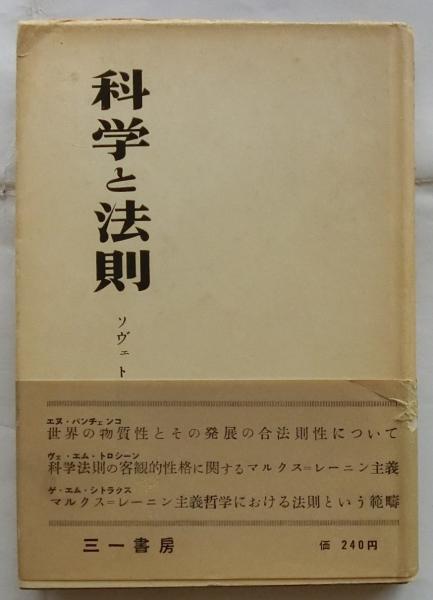 科学と法則
ソヴェト
エヌ・パンチェンコ
世界の物質性とその発展の合法則性について
ヴェ・エム・トロシーン
科学法則の客観的性格に関するマルクス=レーニン主義
ゲ・エム・シトラクス
マルクス=レーニン主義哲学における法則という範疇
三一書房
価 240円